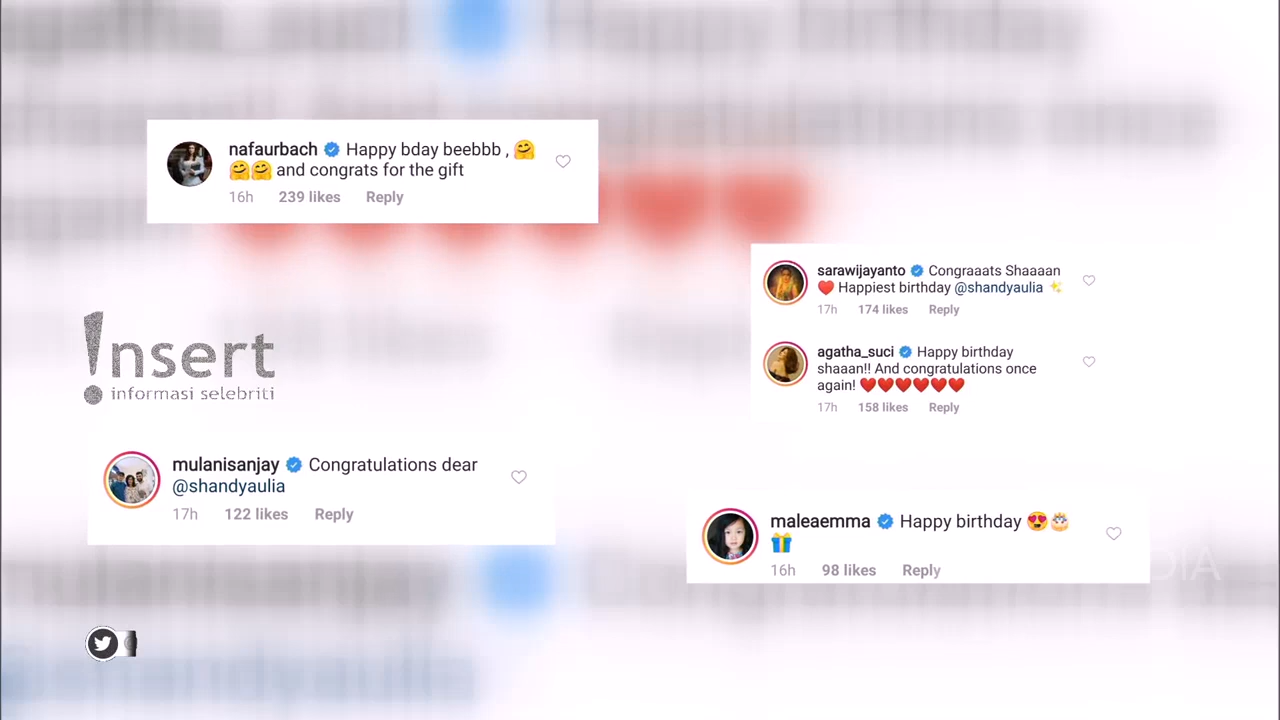 nafaurbach Happy bday beebbb , 🤗
🤗🤗 and congrats for the gift
16h 239 likes Reply
sarawijayanto Congraaats Shaaaan
❤️ Happiest birthday @shandyaulia ✨
17h 174 likes Reply
agatha_suci Happy birthday
shaaan!! And congratulations once
again! ❤️❤️❤️❤️❤️❤️
17h 158 likes Reply
Insert
informasi selebriti
mulanisanjay Congratulations dear
@shandyaulia
17h 122 likes Reply
maleaemma Happy birthday 😍🎂
🎁
16h 98 likes Reply